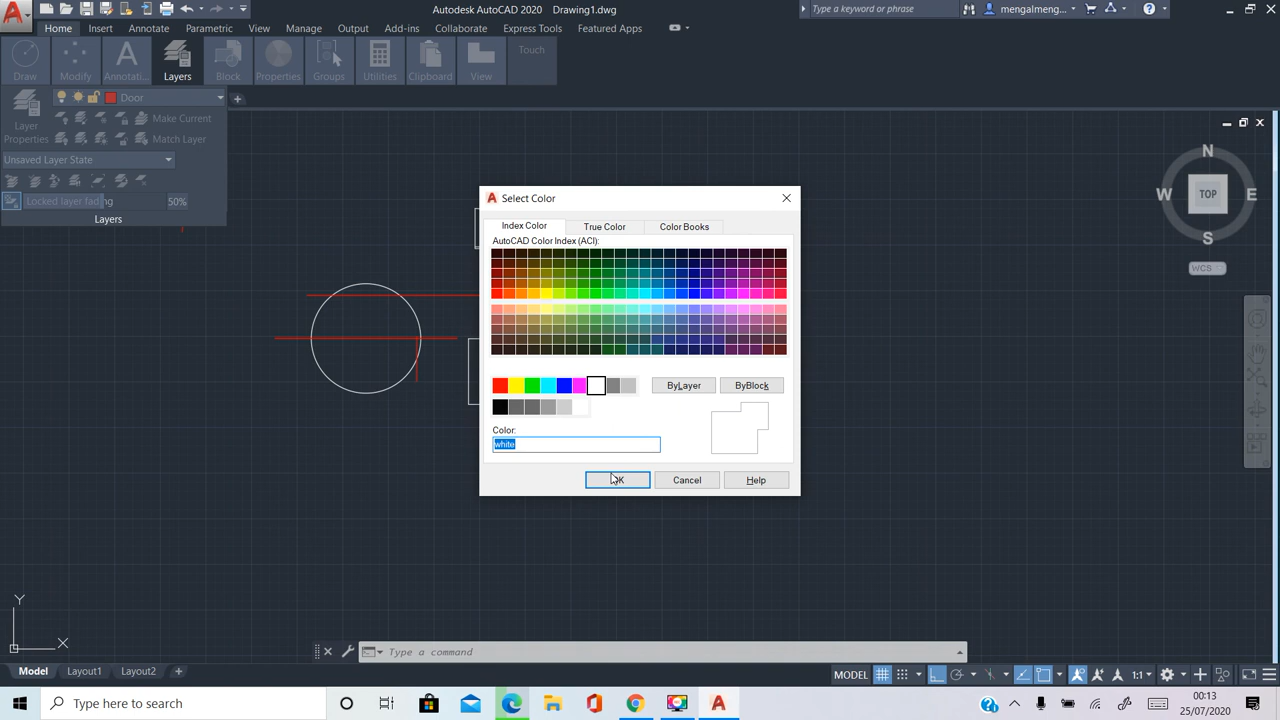 Autodesk AutoCAD 2020 Drawing1.dwg
Type a keyword or phrase
mengalmeng...
Home Insert Annotate Parametric View Manage Output Add-ins Collaborate Express Tools Featured Apps
Draw Modify Annotati... Layers Block Properties Groups Utilities Clipboard View Touch
Door
Layer
Properties
Make Current
Match Layer
Unsaved Layer State
Locked layer fading 50%
Layers
Select Color
Index Color True Color Color Books
AutoCAD Color Index (ACI):
ByLayer ByBlock
Color:
white
OK Cancel Help
N
W TOP E
S
WCS
Y
X
Type a command
Model Layout1 Layout2 +
MODEL 1:1
Type here to search
00:13
25/07/2020